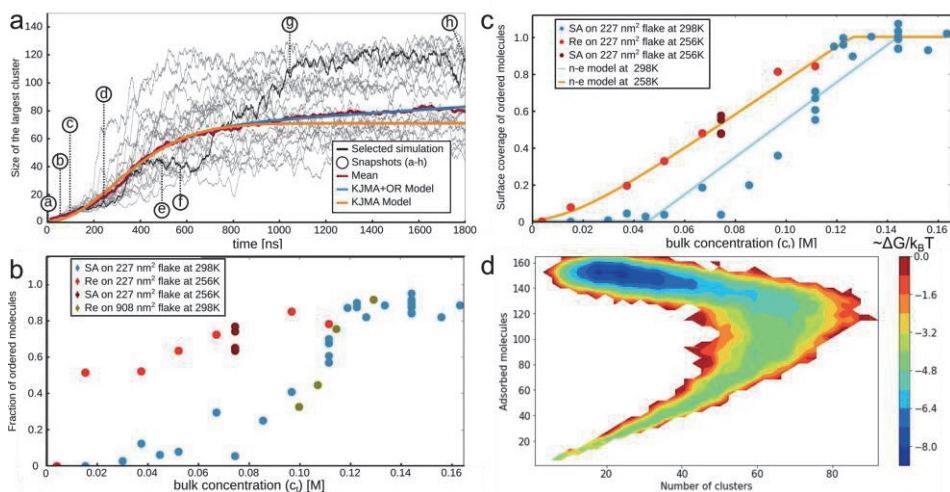 a
Size of the largest cluster
140
120
100
80
60
40
20
0
a
b
c
d
e
f
g
h
Selected simulation
Snapshots (a-h)
Mean
KJMA+OR Model
KJMA Model
0 200 400 600 800 1000 1200 1400 1600 1800
time [ns]
c
Surface coverage of ordered molecules
1.0
0.8
0.6
0.4
0.2
0
SA on 227 nm² flake at 298K
Re on 227 nm² flake at 256K
SA on 227 nm² flake at 256K
n-e model at 298K
n-e model at 258K
0 0.02 0.04 0.06 0.08 0.10 0.12 0.14 0.16
bulk concentration (cₜ) [M]
b
Fraction of ordered molecules
1.0
0.8
0.6
0.4
0.2
0
SA on 227 nm² flake at 298K
Re on 227 nm² flake at 256K
SA on 227 nm² flake at 256K
Re on 908 nm² flake at 298K
0 0.02 0.04 0.06 0.08 0.10 0.12 0.14 0.16
bulk concentration (cₜ) [M]
d
Adsorbed molecules
160
140
120
100
80
60
40
20
20 40 60 80
Number of clusters
~ΔG/k_BT
0.0
-1.6
-3.2
-4.8
-6.4
-8.0